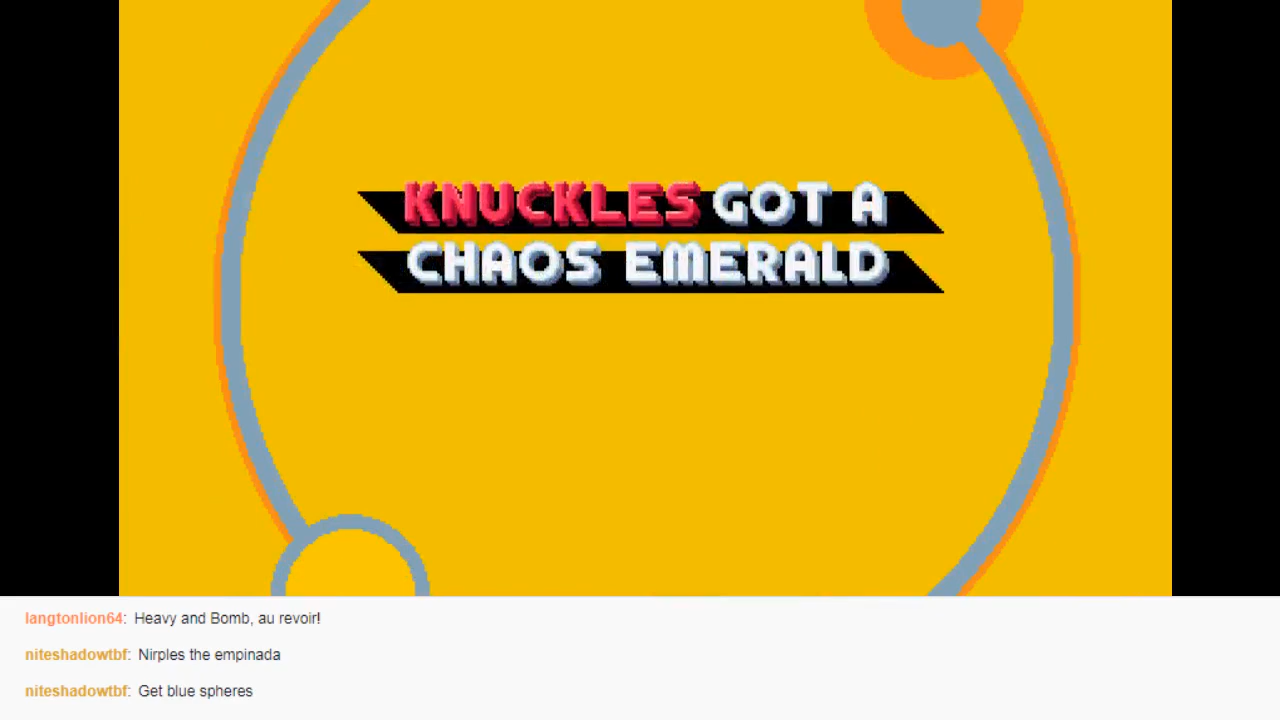 KNUCKLES GOT A
CHAOS EMERALD
langtonlion64: Heavy and Bomb, au revoir!
niteshadowtbf: Nirples the empinada
niteshadowtbf: Get blue spheres